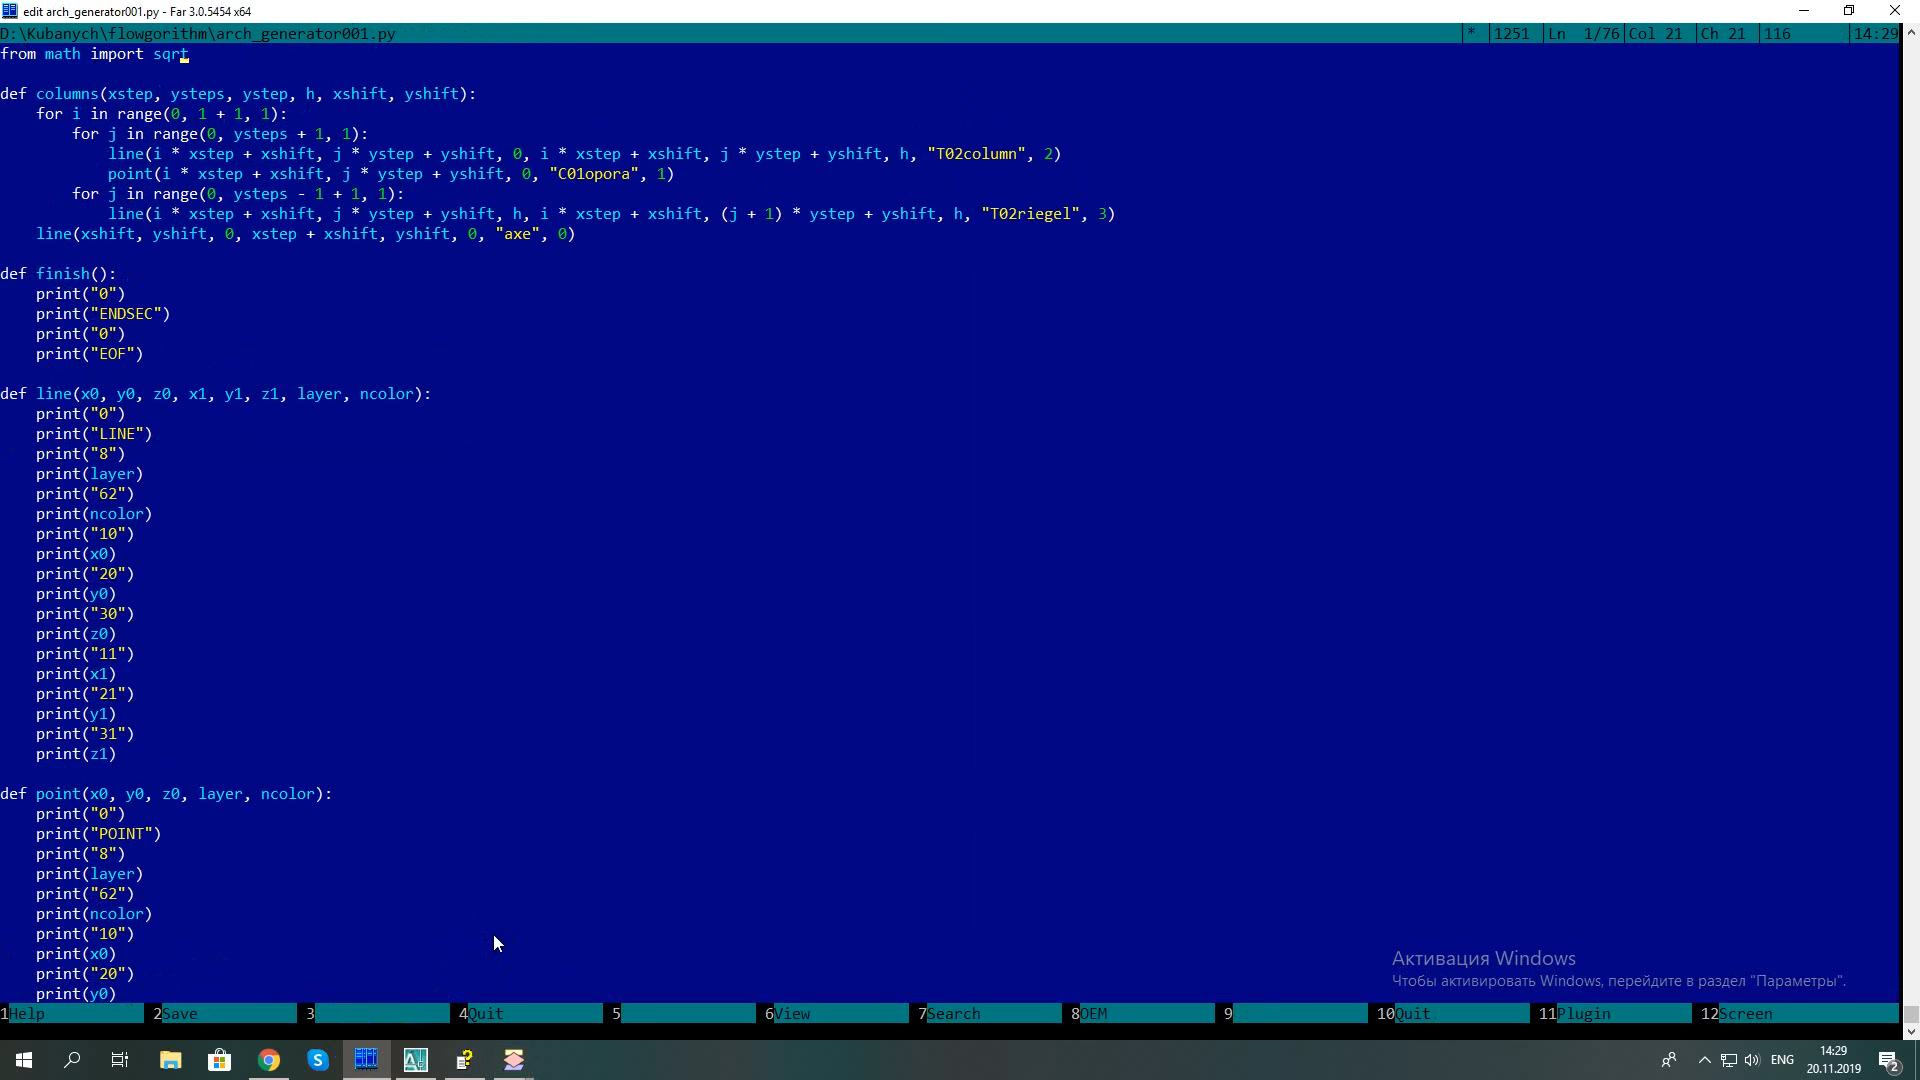 edit arch_generator001.py - Far 3.0.5454 x64
D:\Kubanych\flowgorithm\arch_generator001.py * 1251 Ln 1/76 Col 21 Ch 21 116 14:29
from math import sqrt

def columns(xstep, ysteps, ystep, h, xshift, yshift):
    for i in range(0, 1 + 1, 1):
        for j in range(0, ysteps + 1, 1):
            line(i * xstep + xshift, j * ystep + yshift, 0, i * xstep + xshift, j * ystep + yshift, h, "T02column", 2)
            point(i * xstep + xshift, j * ystep + yshift, 0, "C01opora", 1)
        for j in range(0, ysteps - 1 + 1, 1):
            line(i * xstep + xshift, j * ystep + yshift, h, i * xstep + xshift, (j + 1) * ystep + yshift, h, "T02riegel", 3)
    line(xshift, yshift, 0, xstep + xshift, yshift, 0, "axe", 0)

def finish():
    print("0")
    print("ENDSEC")
    print("0")
    print("EOF")

def line(x0, y0, z0, x1, y1, z1, layer, ncolor):
    print("0")
    print("LINE")
    print("8")
    print(layer)
    print("62")
    print(ncolor)
    print("10")
    print(x0)
    print("20")
    print(y0)
    print("30")
    print(z0)
    print("11")
    print(x1)
    print("21")
    print(y1)
    print("31")
    print(z1)

def point(x0, y0, z0, layer, ncolor):
    print("0")
    print("POINT")
    print("8")
    print(layer)
    print("62")
    print(ncolor)
    print("10")
    print(x0)
    print("20")
    print(y0)
Активация Windows
Чтобы активировать Windows, перейдите в раздел "Параметры".
1Help 2Save 3 4Quit 5 6View 7Search 8OEM 9 10Quit 11Plugin 12Screen
ENG 14:29
20.11.2019 2